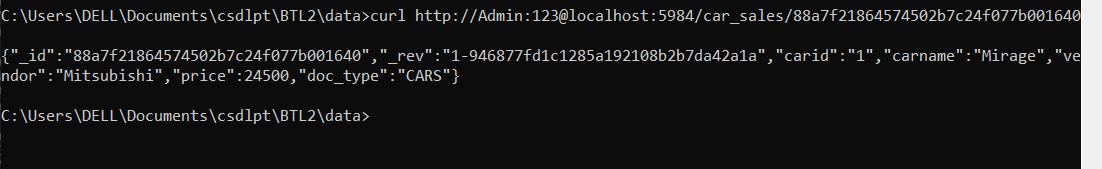 C:\Users\DELL\Documents\csdlpt\BTL2\data>curl http://Admin:123@localhost:5984/car_sales/88a7f21864574502b7c24f077b001640
{"_id":"88a7f21864574502b7c24f077b001640","_rev":"1-946877fd1c1285a192108b2b7da42a1a","carid":"1","carname":"Mirage","ve
ndor":"Mitsubishi","price":24500,"doc_type":"CARS"}
C:\Users\DELL\Documents\csdlpt\BTL2\data>